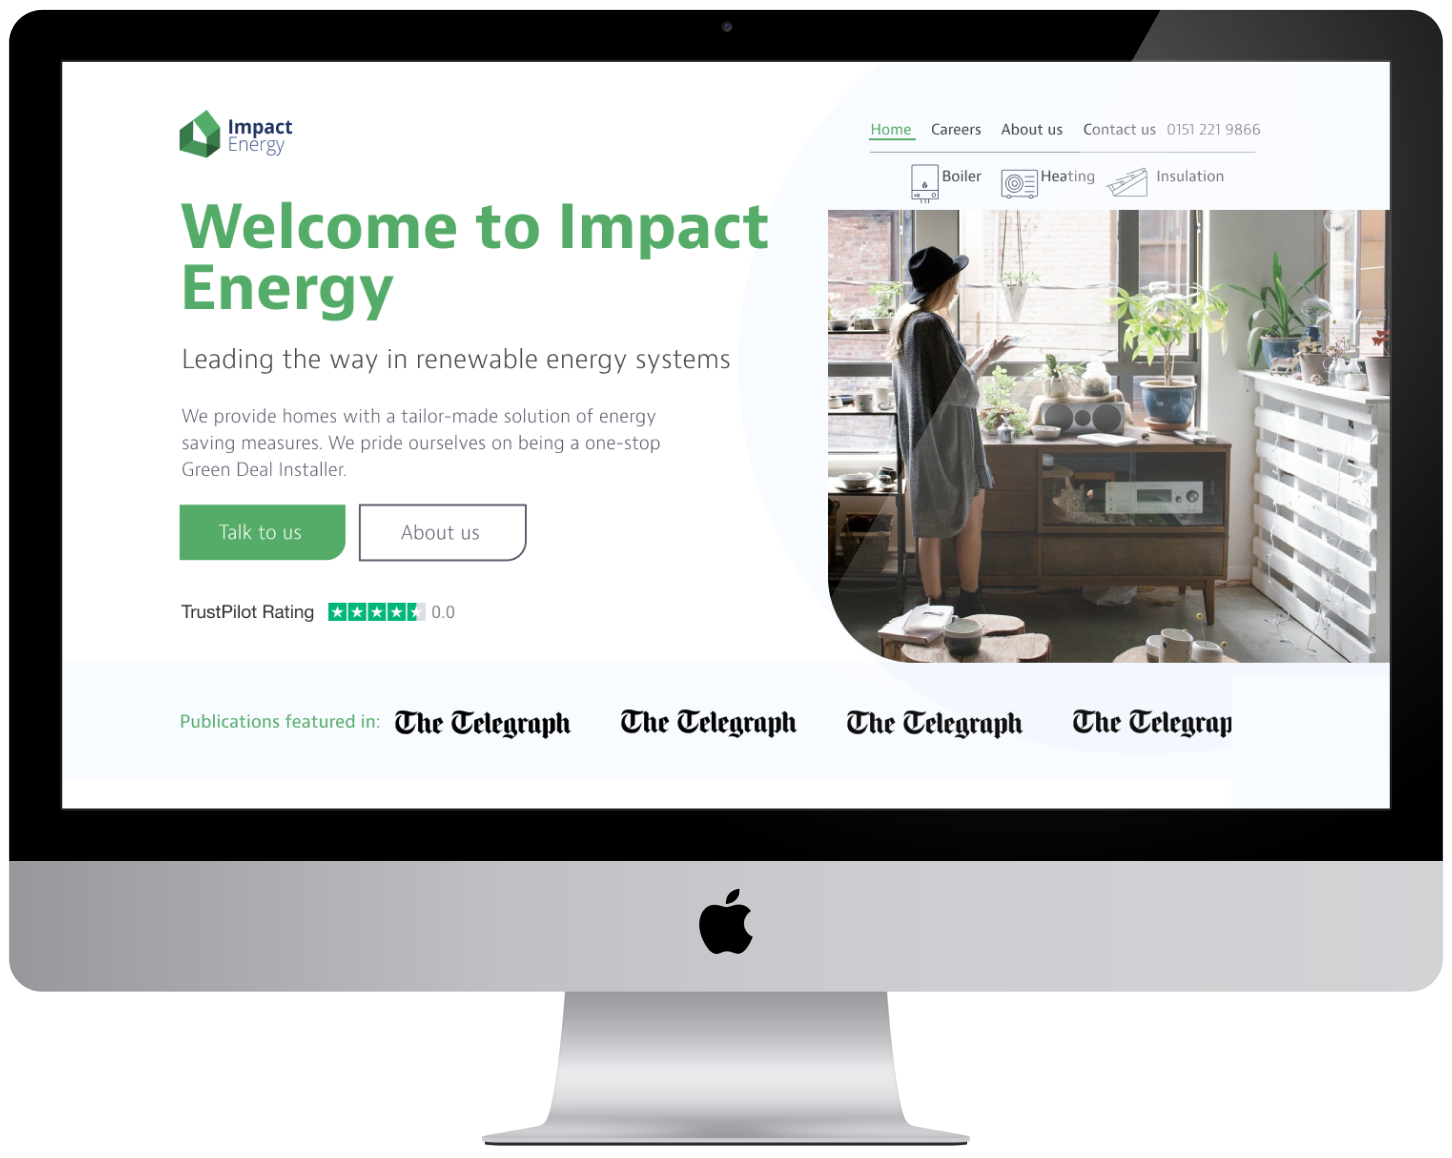 Impact
Energy
Home Careers About us Contact us 0151 221 9866
Boiler Heating Insulation
Welcome to Impact
Energy
Leading the way in renewable energy systems
We provide homes with a tailor-made solution of energy
saving measures. We pride ourselves on being a one-stop
Green Deal Installer.
Talk to us About us
TrustPilot Rating 0.0
Publications featured in: The Telegraph The Telegraph The Telegraph The Telegrap